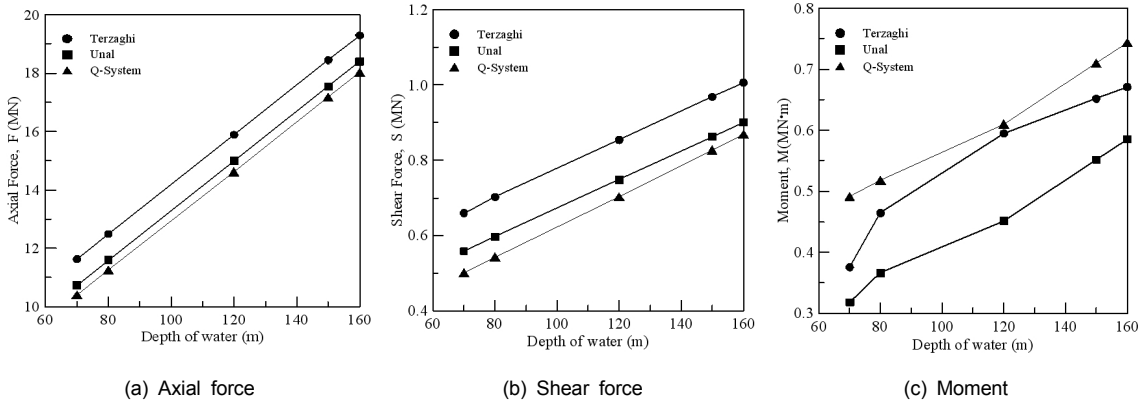 20
18
16
14
12
10
Axial Force, F (MN)
Terzaghi
Unal
Q-System
60 80 100 120 140 160
Depth of water (m)
(a) Axial force
1.2
1.0
0.8
0.6
0.4
Shear Force, S (MN)
Terzaghi
Unal
Q-System
60 80 100 120 140 160
Depth of water (m)
(b) Shear force
0.8
0.7
0.6
0.5
0.4
0.3
Moment, M(MN•m)
Terzaghi
Unal
Q-System
60 80 100 120 140 160
Depth of water (m)
(c) Moment